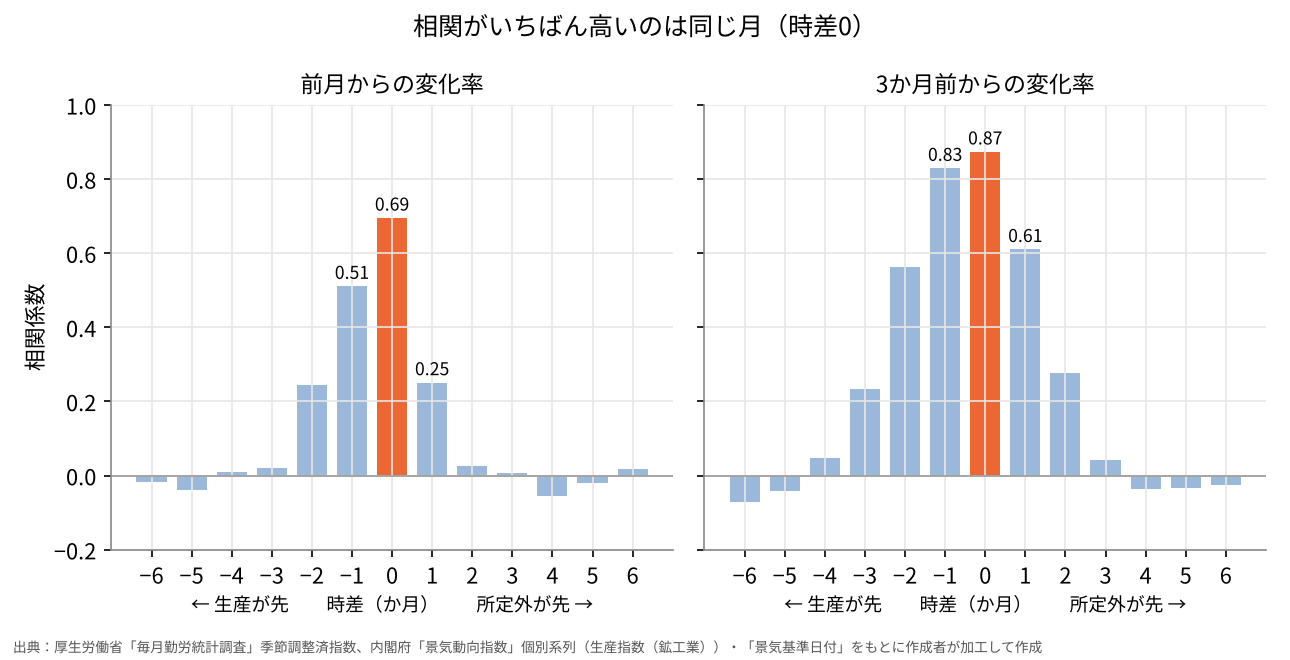 相関がいちばん高いのは同じ月（時差0）
前月からの変化率
3か月前からの変化率
相関係数
1.0
0.8
0.6
0.4
0.2
0.0
−0.2
0.51
0.69
0.25
0.83
0.87
0.61
−6 −5 −4 −3 −2 −1 0 1 2 3 4 5 6
← 生産が先 時差（か月） 所定外が先 →
−6 −5 −4 −3 −2 −1 0 1 2 3 4 5 6
← 生産が先 時差（か月） 所定外が先 →
出典：厚生労働省「毎月勤労統計調査」季節調整済指数、内閣府「景気動向指数」個別系列（生産指数（鉱工業））・「景気基準日付」をもとに作成者が加工して作成